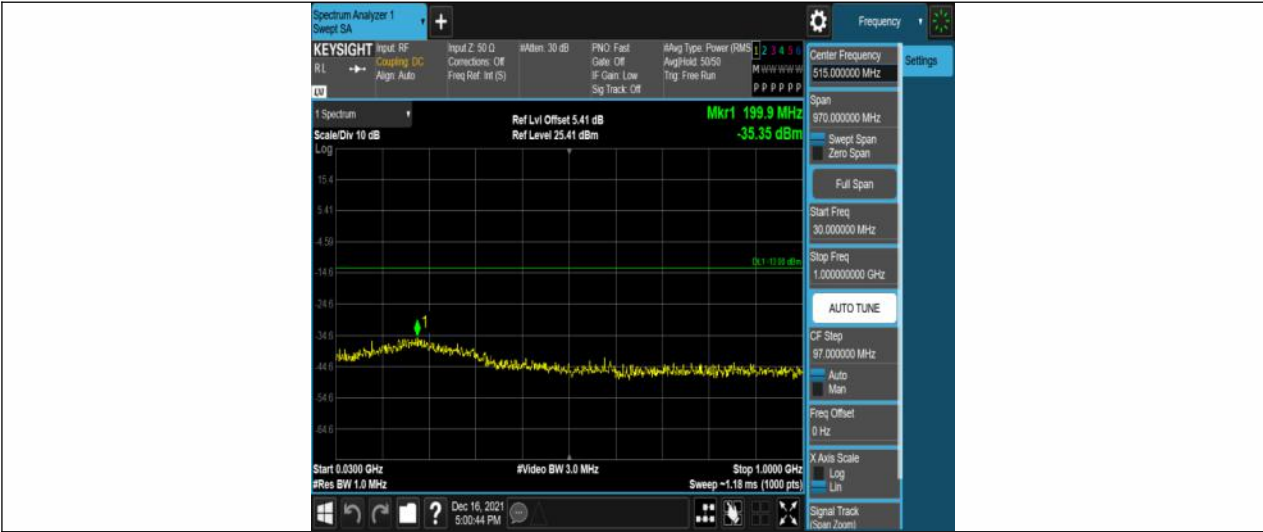 Spectrum Analyzer 1
Swept SA
Frequency
KEYSIGHT
Input: RF
Coupling: DC
Align: Auto
Input Z: 50 Ω
Corrections: Off
Freq Ref: Int (S)
#Atten: 30 dB
PNO: Fast
Gate: Off
IF Gain: Low
Sig Track: Off
#Avg Type: Power (RMS
Avg|Hold: 50/50
Trig: Free Run
1 2 3 4 5 6
M W W W W W
P P P P P P
R L
LV
1 Spectrum
Scale/Div 10 dB
Log
Ref Lvl Offset 5.41 dB
Ref Level 25.41 dBm
Mkr1 199.9 MHz
-35.35 dBm
15.4
5.41
-4.59
-14.6
-24.6
-34.6
-44.6
-54.6
-64.6
DL1 -13.00 dBm
1
Start 0.0300 GHz
#Res BW 1.0 MHz
#Video BW 3.0 MHz
Stop 1.0000 GHz
Sweep ~1.18 ms (1000 pts)
Dec 16, 2021
5:00:44 PM
Center Frequency
515.000000 MHz
Settings
Span
970.000000 MHz
Swept Span
Zero Span
Full Span
Start Freq
30.000000 MHz
Stop Freq
1.000000000 GHz
AUTO TUNE
CF Step
97.000000 MHz
Auto
Man
Freq Offset
0 Hz
X Axis Scale
Log
Lin
Signal Track
(Span Zoom)